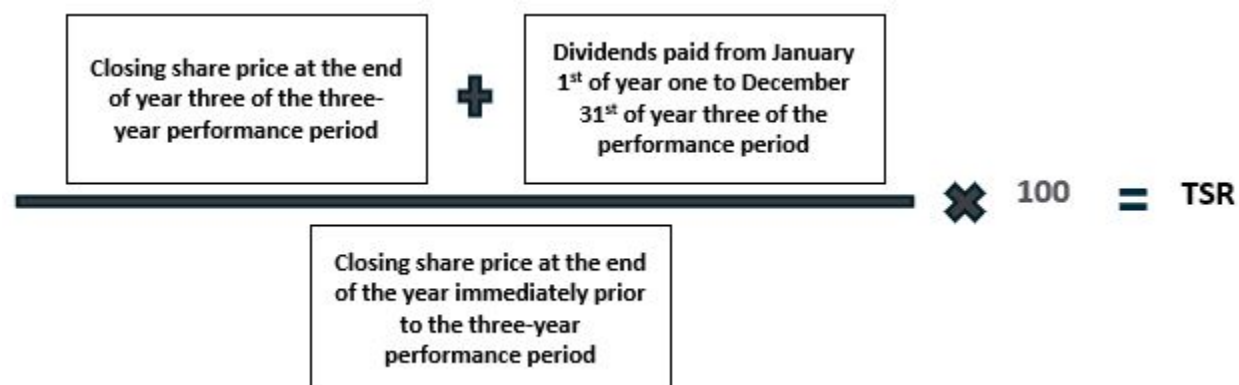 Closing share price at the end
of year three of the three-
year performance period
+
Dividends paid from January
1st of year one to December
31st of year three of the
performance period
Closing share price at the end
of the year immediately prior
to the three-year
performance period
× 100 = TSR